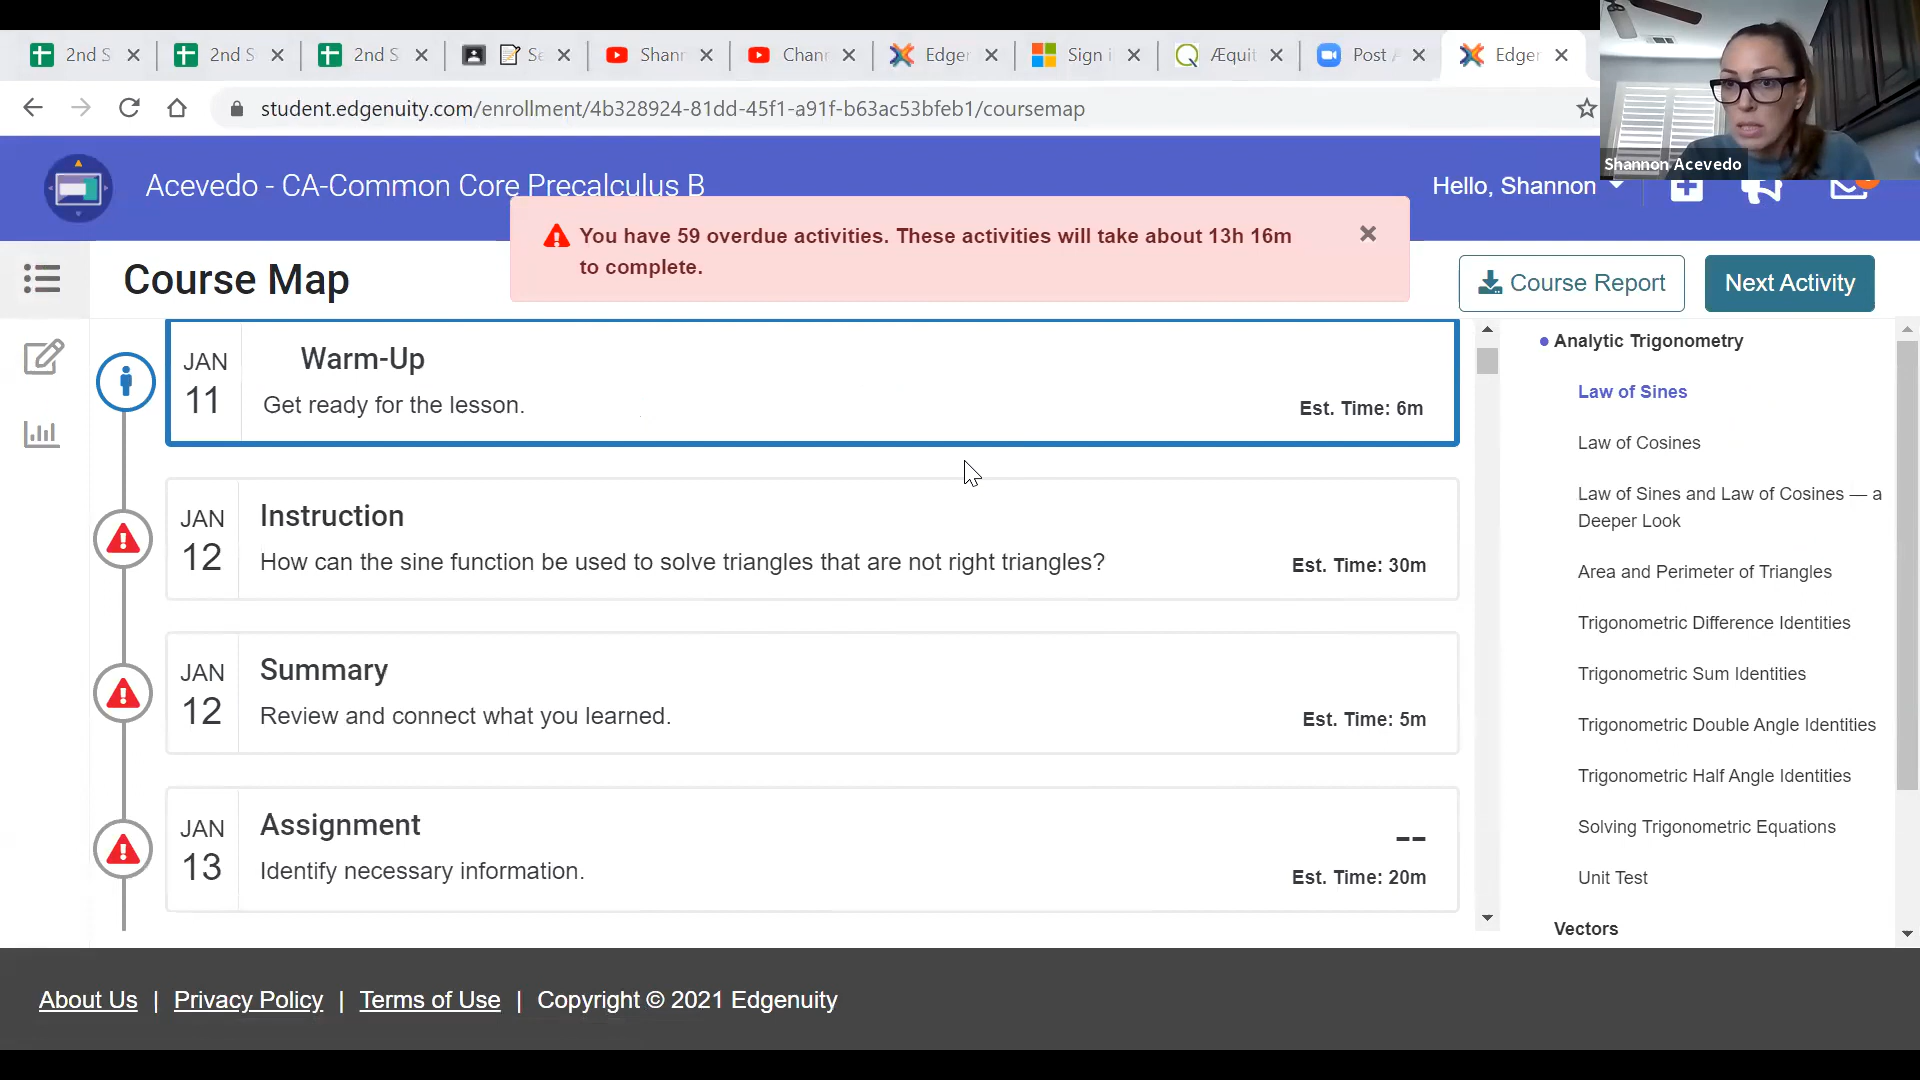 2nd S
2nd S
2nd S
Se
Shann
Chann
Edger
Sign i
Æquit
Post A
Edger
student.edgenuity.com/enrollment/4b328924-81dd-45f1-a91f-b63ac53bfeb1/coursemap
Shannon Acevedo
Acevedo - CA-Common Core Precalculus B
Hello, Shannon
You have 59 overdue activities. These activities will take about 13h 16m
to complete.
Course Map
Course Report
Next Activity
JAN
11
Warm-Up
Get ready for the lesson.
Est. Time: 6m
JAN
12
Instruction
How can the sine function be used to solve triangles that are not right triangles?
Est. Time: 30m
JAN
12
Summary
Review and connect what you learned.
Est. Time: 5m
JAN
13
Assignment
Identify necessary information.
--
Est. Time: 20m
Analytic Trigonometry
Law of Sines
Law of Cosines
Law of Sines and Law of Cosines — a
Deeper Look
Area and Perimeter of Triangles
Trigonometric Difference Identities
Trigonometric Sum Identities
Trigonometric Double Angle Identities
Trigonometric Half Angle Identities
Solving Trigonometric Equations
Unit Test
Vectors
About Us | Privacy Policy | Terms of Use | Copyright © 2021 Edgenuity